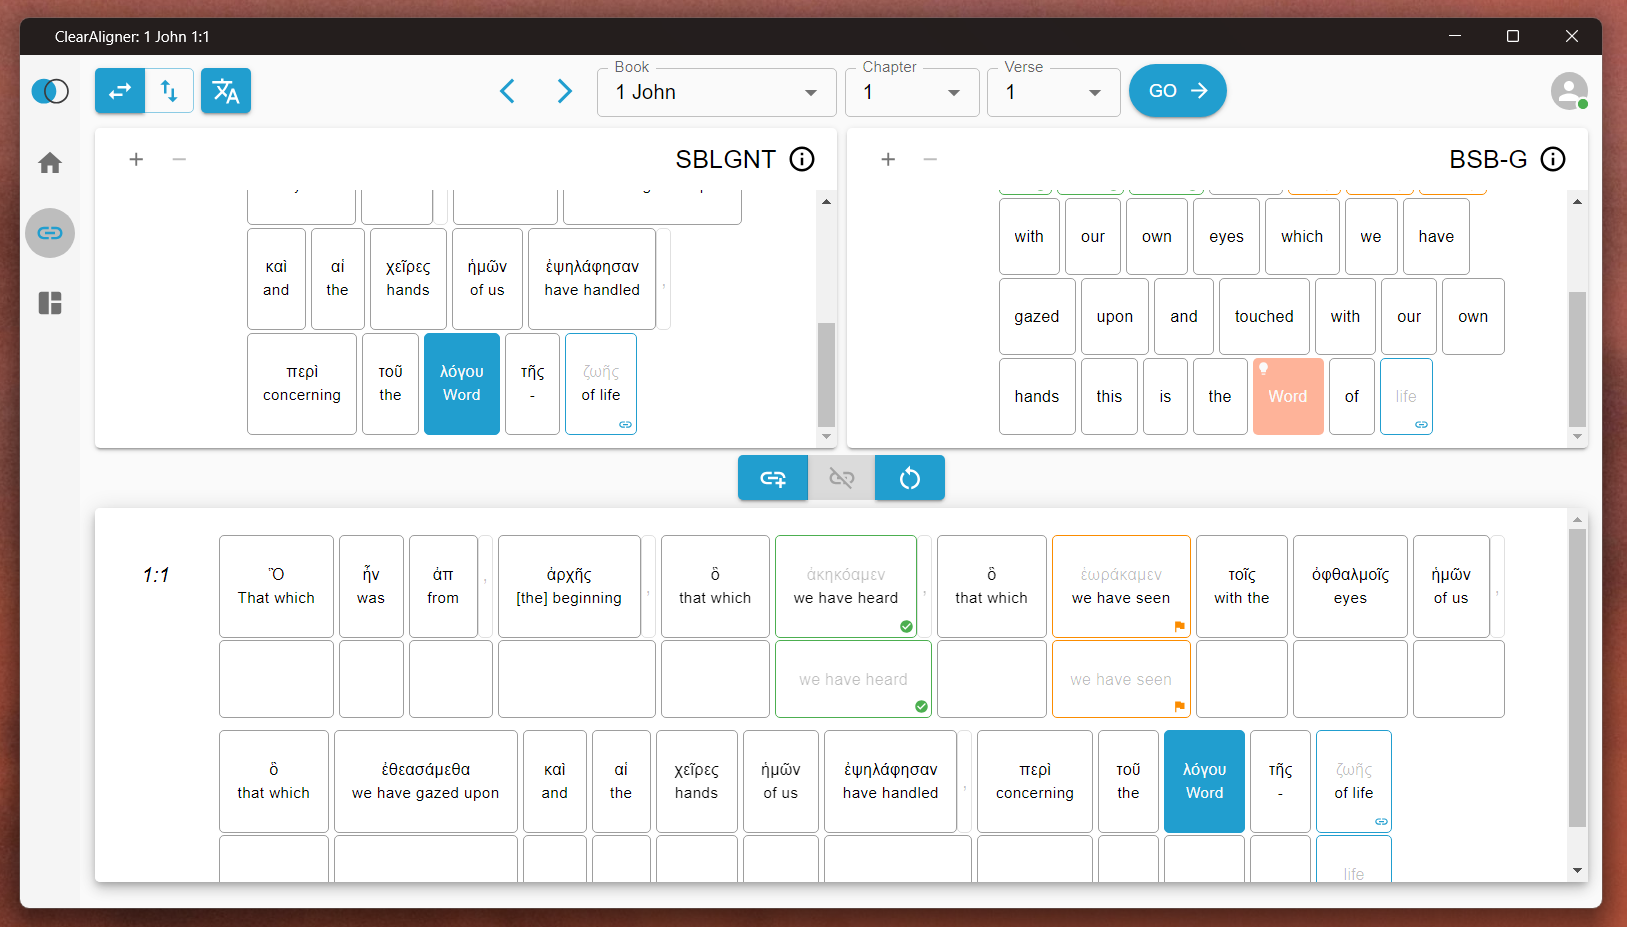 ClearAligner: 1 John 1:1
Book
1 John
Chapter
1
Verse
1
GO
SBLGNT
καὶ αἱ χεῖρες ἡμῶν ἐψηλάφησαν ,
and the hands of us have handled
περὶ τοῦ λόγου τῆς ζωῆς
concerning the Word - of life
BSB-G
with our own eyes which we have
gazed upon and touched with our own
hands this is the Word of life
1:1
Ὃ ἦν ἀπ , ἀρχῆς , ὃ ἀκηκόαμεν , ὃ ἑωράκαμεν τοῖς ὀφθαλμοῖς ἡμῶν ,
That which was from [the] beginning that which we have heard that which we have seen with the eyes of us
we have heard we have seen
ὃ ἐθεασάμεθα καὶ αἱ χεῖρες ἡμῶν ἐψηλάφησαν , περὶ τοῦ λόγου τῆς ζωῆς
that which we have gazed upon and the hands of us have handled concerning the Word - of life
life